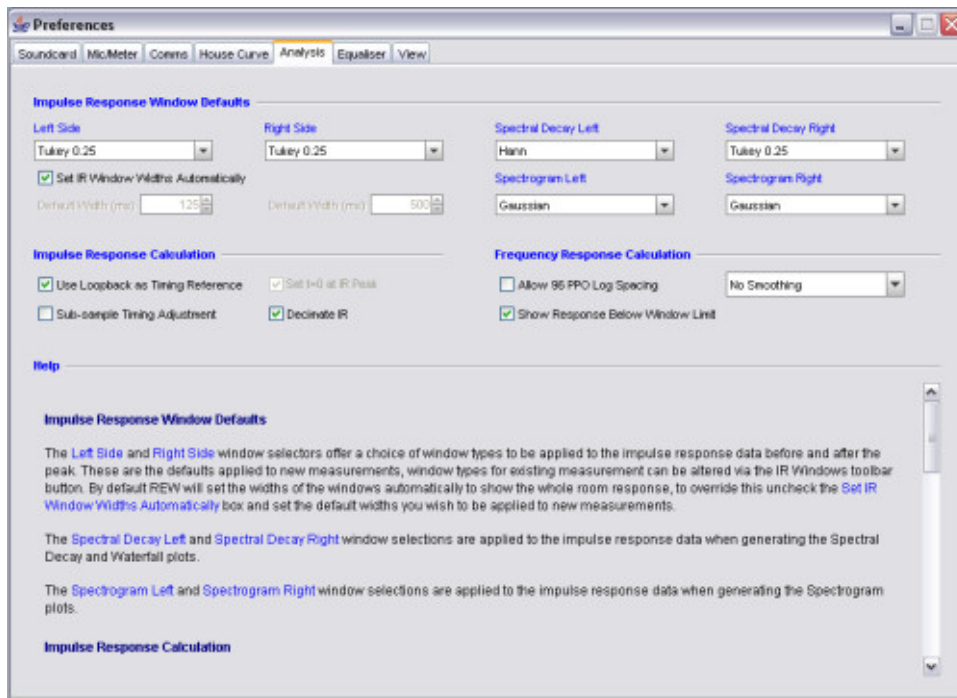 Preferences
Soundcard Mic/Meter Comms House Curve Analysis Equaliser View
Impulse Response Window Defaults
Left Side Right Side Spectral Decay Left Spectral Decay Right
Tukey 0.25 Tukey 0.25 Hann Tukey 0.25
Set IR Window Widths Automatically Spectrogram Left Spectrogram Right
Default Width (ms) 125 Default Width (ms) 500 Gaussian Gaussian
Impulse Response Calculation Frequency Response Calculation
Use Loopback as Timing Reference Set t=0 at IR Peak Allow 96 PPO Log Spacing No Smoothing
Sub-sample Timing Adjustment Decimate IR Show Response Below Window Limit
Help
Impulse Response Window Defaults
The Left Side and Right Side window selectors offer a choice of window types to be applied to the impulse response data before and after the
peak. These are the defaults applied to new measurements, window types for existing measurement can be altered via the IR Windows toolbar
button. By default REW will set the widths of the windows automatically to show the whole room response, to override this uncheck the Set IR
Window Widths Automatically box and set the default widths you wish to be applied to new measurements.
The Spectral Decay Left and Spectral Decay Right window selections are applied to the impulse response data when generating the Spectral
Decay and Waterfall plots.
The Spectrogram Left and Spectrogram Right window selections are applied to the impulse response data when generating the Spectrogram
plots.
Impulse Response Calculation